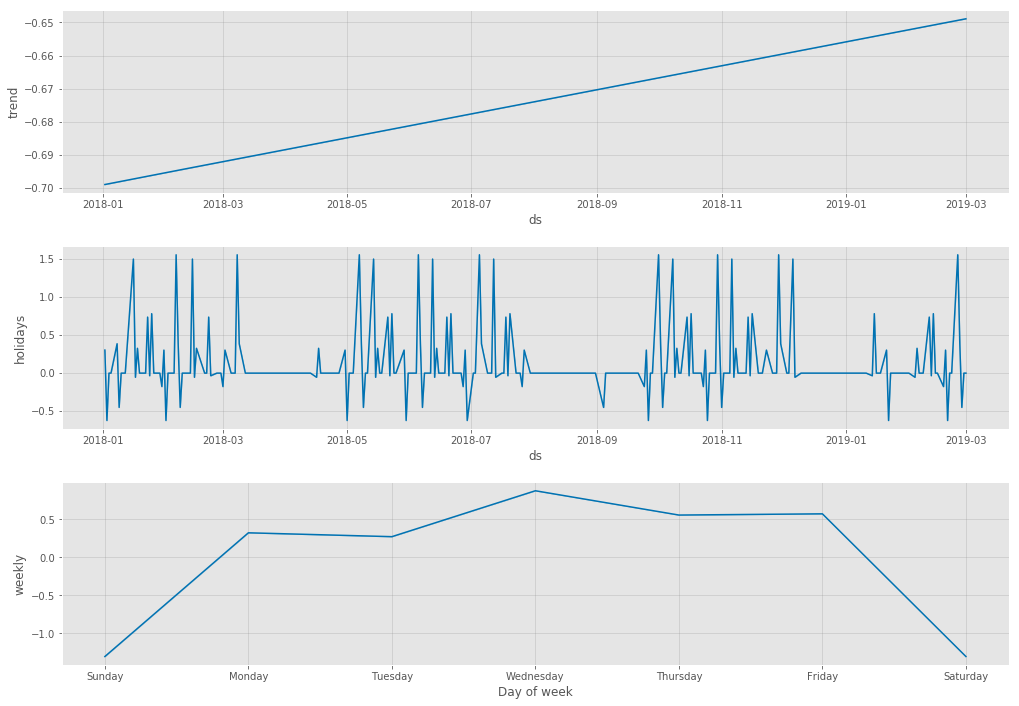 −0.65
−0.66
−0.67
−0.68
−0.69
−0.70
trend
2018-01 2018-03 2018-05 2018-07 2018-09 2018-11 2019-01 2019-03
ds
1.5
1.0
0.5
0.0
−0.5
holidays
2018-01 2018-03 2018-05 2018-07 2018-09 2018-11 2019-01 2019-03
ds
0.5
0.0
−0.5
−1.0
weekly
Sunday Monday Tuesday Wednesday Thursday Friday Saturday
Day of week